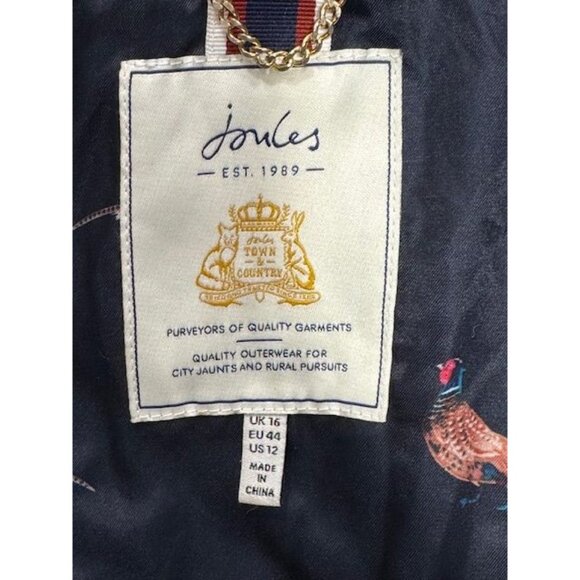 Joules
EST. 1989
Joules
TOWN
&
COUNTRY
PURVEYORS OF QUALITY GARMENTS
QUALITY OUTERWEAR FOR
CITY JAUNTS AND RURAL PURSUITS
UK 16
EU 44
US 12
MADE
IN
CHINA